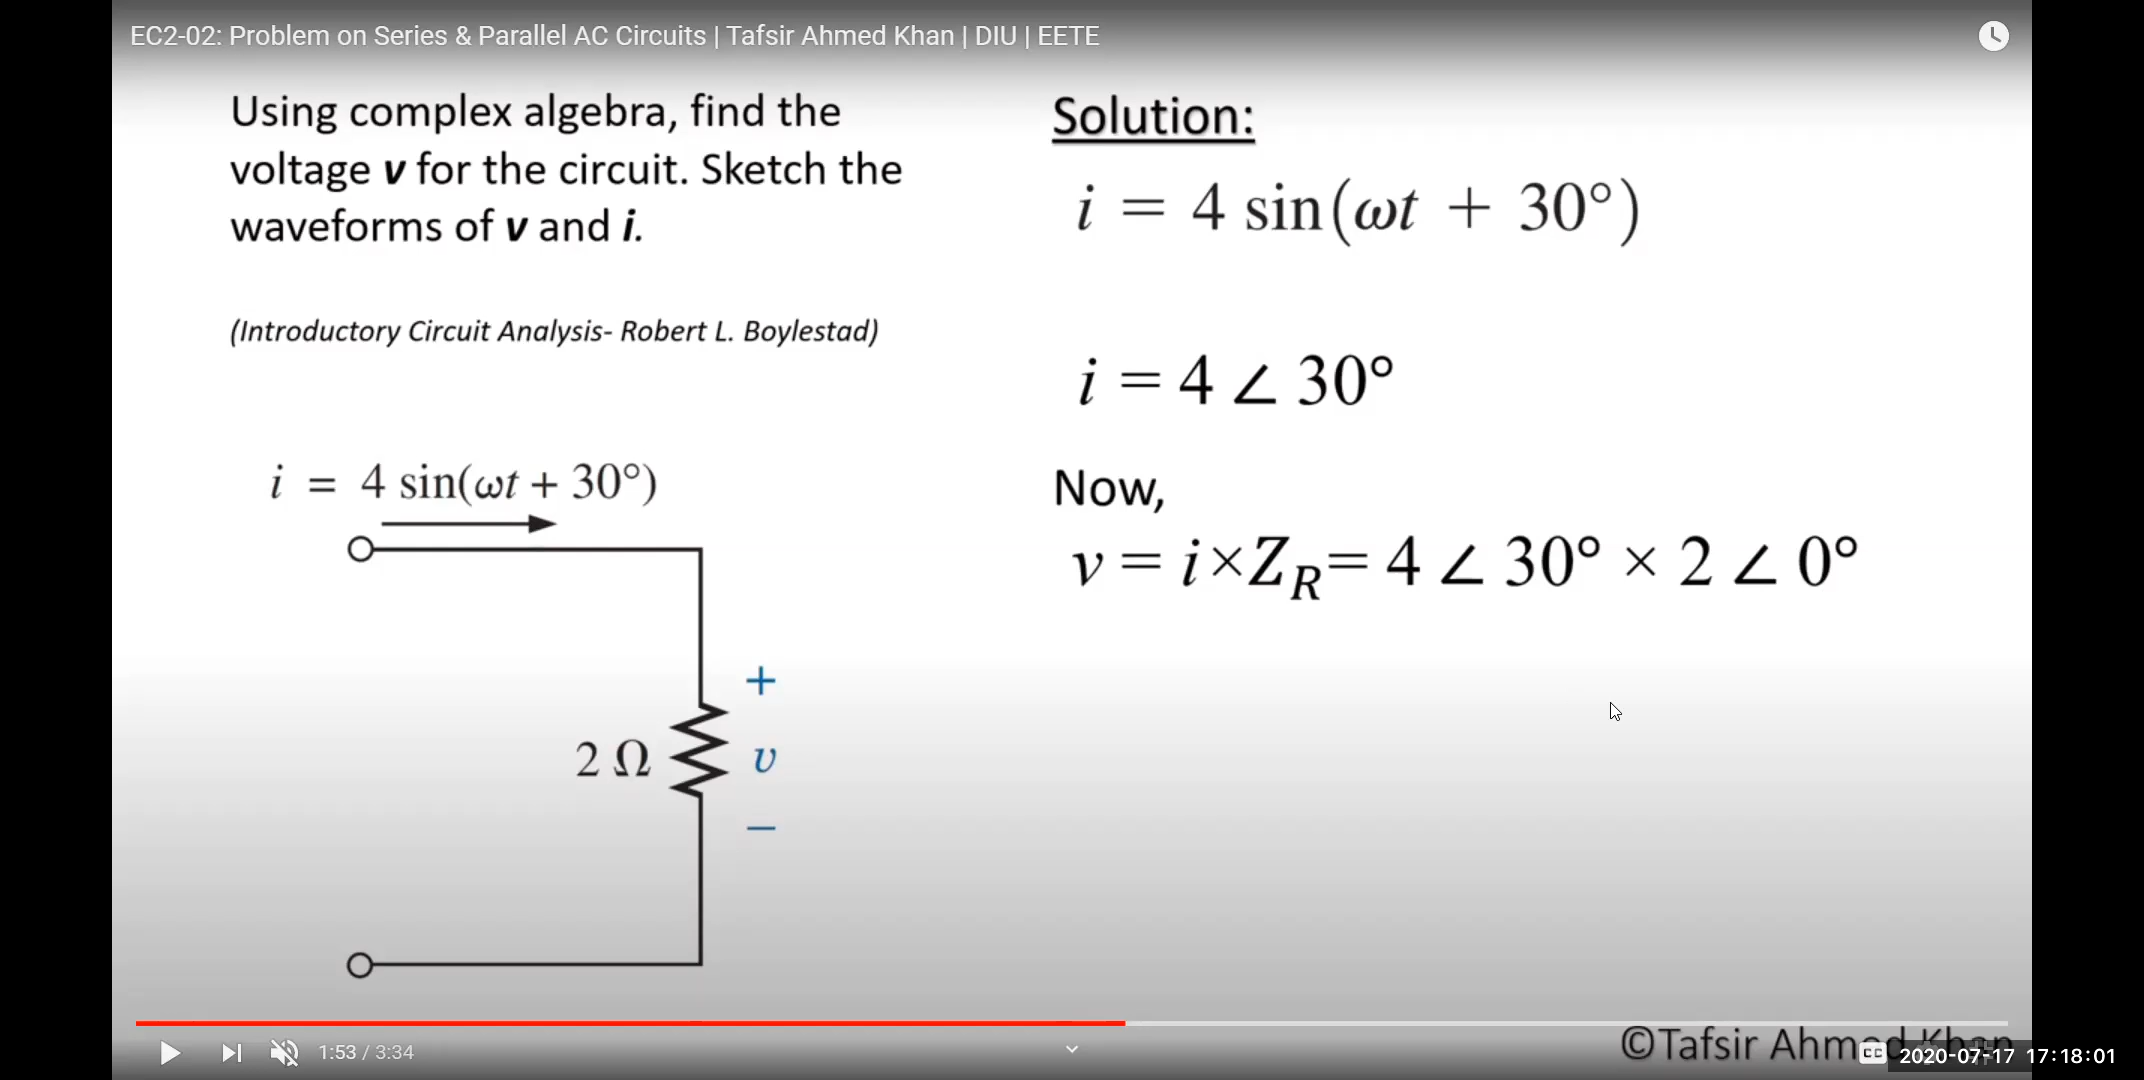 EC2-02: Problem on Series & Parallel AC Circuits | Tafsir Ahmed Khan | DIU | EETE
Using complex algebra, find the
voltage v for the circuit. Sketch the
waveforms of v and i.
(Introductory Circuit Analysis- Robert L. Boylestad)
i = 4 sin(ωt + 30°)
+
2 Ω
υ
−
Solution:
i = 4 sin(ωt + 30°)
i = 4 ∠ 30°
Now,
v = i×Z_R= 4 ∠ 30° × 2 ∠ 0°
1:53 / 3:34
©Tafsir Ahmed Khan
CC
2020-07-17 17:18:01